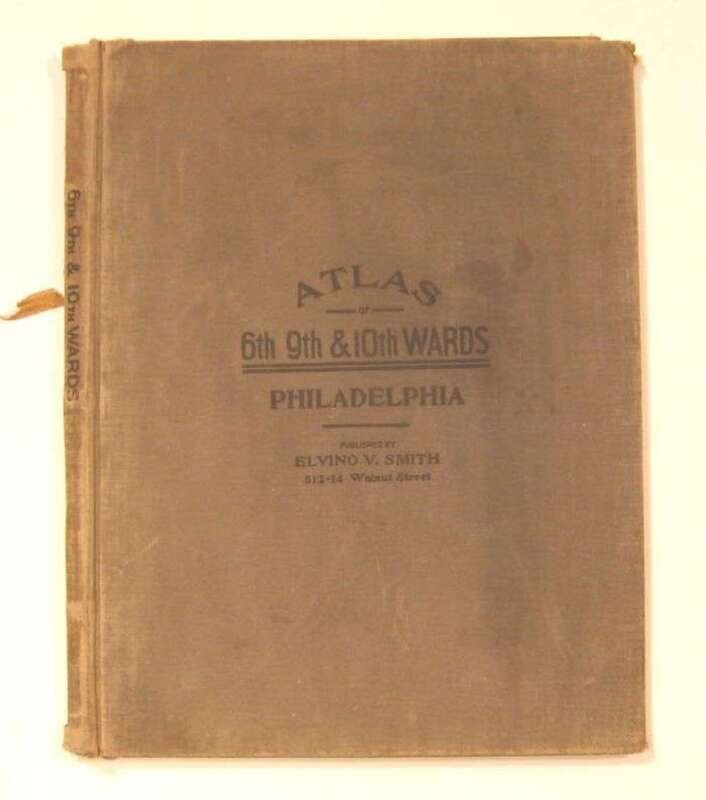 ATLAS
OF
6th 9th & 10th WARDS
PHILADELPHIA
PUBLISHED BY
ELVINO V. SMITH
512-14 Walnut Street
6TH 9TH & 10TH WARDS